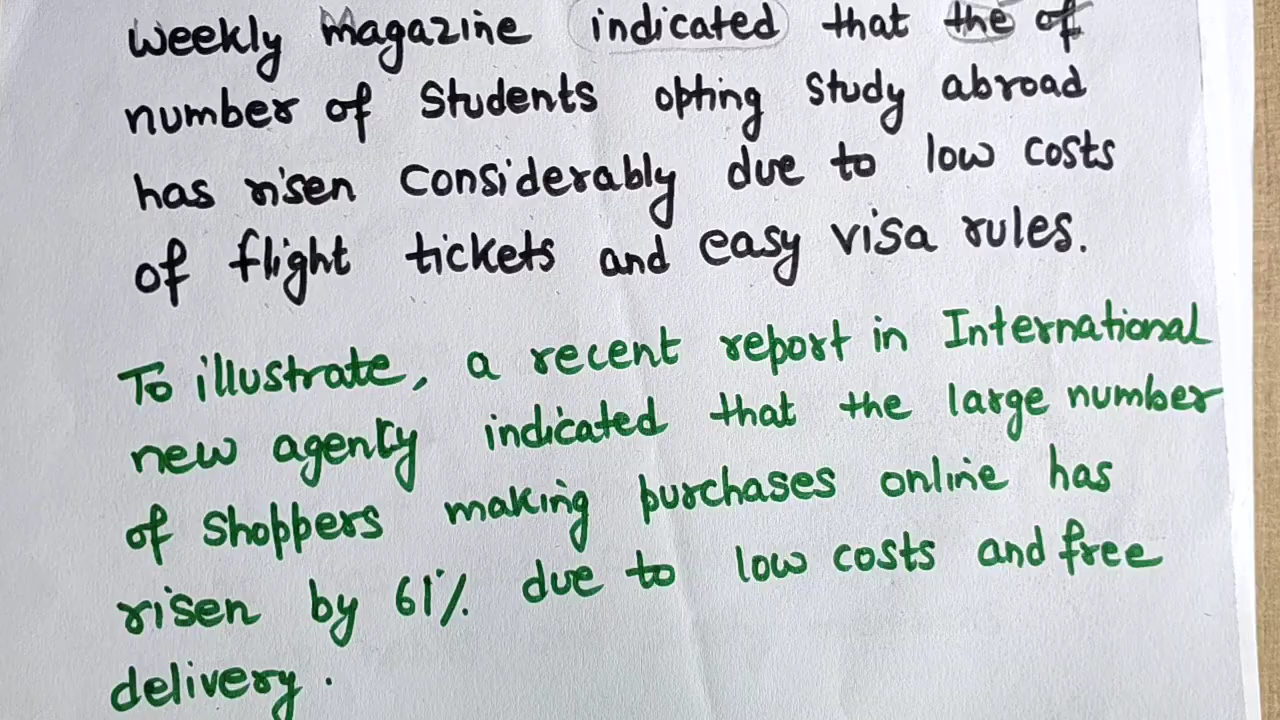 weekly Magazine indicated that the of
number of Students opting study abroad
has risen considerably due to low costs
of flight tickets and easy visa rules.
To illustrate, a recent report in International
new agenty indicated that the large number
of shoppers making purchases online has
risen by 61% due to low costs and free
delivery.